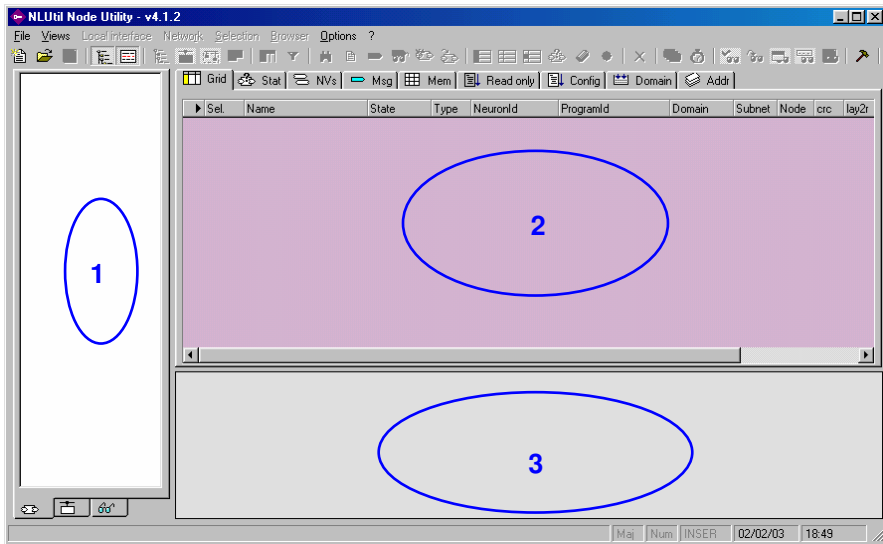 NLUtil Node Utility - v4.1.2
File Views Local interface Network Selection Browser Options ?
Grid Stat NVs Msg Mem Read only Config Domain Addr
Sel. Name State Type NeuronId ProgramId Domain Subnet Node crc lay2r
2
1
3
Maj Num INSER 02/02/03 18:49